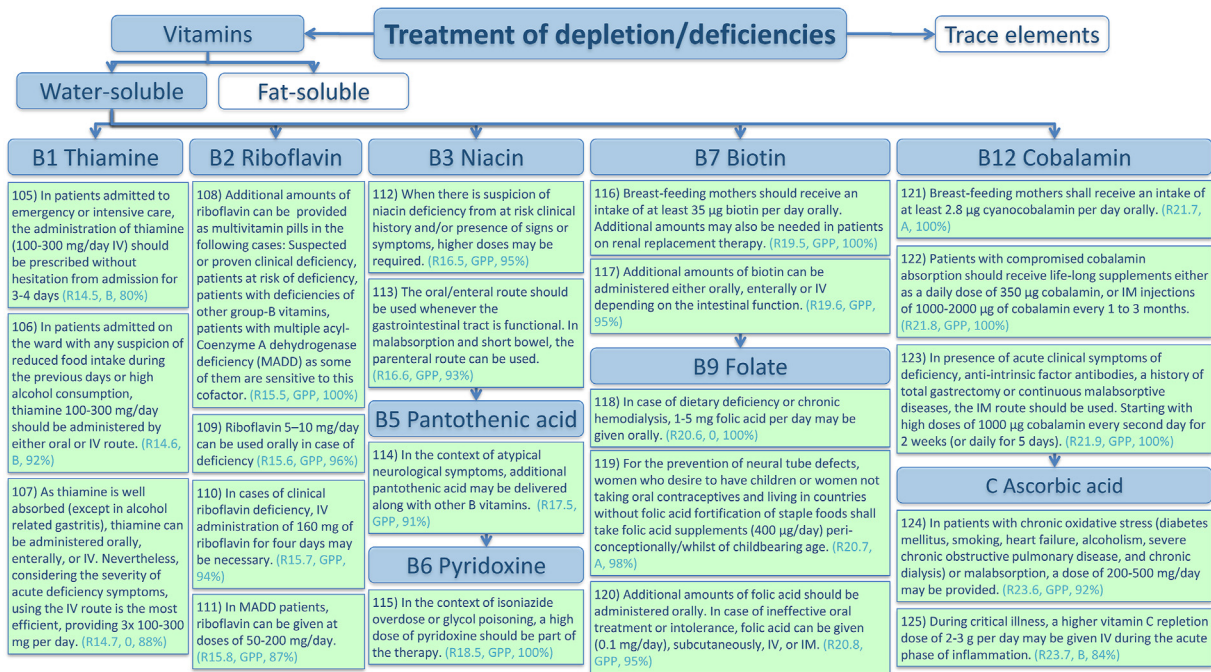 Treatment of depletion/deficiencies
Vitamins
Trace elements
Water-soluble
Fat-soluble
B1 Thiamine
105) In patients admitted to
emergency or intensive care,
the administration of thiamine
(100-300 mg/day IV) should
be prescribed without
hesitation from admission for
3-4 days (R14.5, B, 80%)
106) In patients admitted on
the ward with any suspicion of
reduced food intake during
the previous days or high
alcohol consumption,
thiamine 100-300 mg/day
should be administered by
either oral or IV route. (R14.6,
B, 92%)
107) As thiamine is well
absorbed (except in alcohol
related gastritis), thiamine can
be administered orally,
enterally, or IV. Nevertheless,
considering the severity of
acute deficiency symptoms,
using the IV route is the most
efficient, providing 3x 100-300
mg per day. (R14.7, 0, 88%)
B2 Riboflavin
108) Additional amounts of
riboflavin can be provided
as multivitamin pills in the
following cases: Suspected
or proven clinical deficiency,
patients at risk of deficiency,
patients with deficiencies of
other group-B vitamins,
patients with multiple acyl-
Coenzyme A dehydrogenase
deficiency (MADD) as some
of them are sensitive to this
cofactor. (R15.5, GPP, 100%)
109) Riboflavin 5–10 mg/day
can be used orally in case of
deficiency (R15.6, GPP, 96%)
110) In cases of clinical
riboflavin deficiency, IV
administration of 160 mg of
riboflavin for four days may
be necessary. (R15.7, GPP,
94%)
111) In MADD patients,
riboflavin can be given at
doses of 50-200 mg/day.
(R15.8, GPP, 87%)
B3 Niacin
112) When there is suspicion of
niacin deficiency from at risk clinical
history and/or presence of signs or
symptoms, higher doses may be
required. (R16.5, GPP, 95%)
113) The oral/enteral route should
be used whenever the
gastrointestinal tract is functional. In
malabsorption and short bowel, the
parenteral route can be used.
(R16.6, GPP, 93%)
B5 Pantothenic acid
114) In the context of atypical
neurological symptoms, additional
pantothenic acid may be delivered
along with other B vitamins. (R17.5,
GPP, 91%)
B6 Pyridoxine
115) In the context of isoniazide
overdose or glycol poisoning, a high
dose of pyridoxine should be part of
the therapy. (R18.5, GPP, 100%)
B7 Biotin
116) Breast-feeding mothers should receive an
intake of at least 35 µg biotin per day orally.
Additional amounts may also be needed in patients
on renal replacement therapy. (R19.5, GPP, 100%)
117) Additional amounts of biotin can be
administered either orally, enterally or IV
depending on the intestinal function. (R19.6, GPP,
95%)
B9 Folate
118) In case of dietary deficiency or chronic
hemodialysis, 1-5 mg folic acid per day may be
given orally. (R20.6, 0, 100%)
119) For the prevention of neural tube defects,
women who desire to have children or women not
taking oral contraceptives and living in countries
without folic acid fortification of staple foods shall
take folic acid supplements (400 µg/day) peri-
conceptionally/whilst of childbearing age. (R20.7,
A, 98%)
120) Additional amounts of folic acid should be
administered orally. In case of ineffective oral
treatment or intolerance, folic acid can be given
(0.1 mg/day), subcutaneously, IV, or IM. (R20.8,
GPP, 95%)
B12 Cobalamin
121) Breast-feeding mothers shall receive an intake of
at least 2.8 µg cyanocobalamin per day orally. (R21.7,
A, 100%)
122) Patients with compromised cobalamin
absorption should receive life-long supplements either
as a daily dose of 350 µg cobalamin, or IM injections
of 1000-2000 µg of cobalamin every 1 to 3 months.
(R21.8, GPP, 100%)
123) In presence of acute clinical symptoms of
deficiency, anti-intrinsic factor antibodies, a history of
total gastrectomy or continuous malabsorptive
diseases, the IM route should be used. Starting with
high doses of 1000 µg cobalamin every second day for
2 weeks (or daily for 5 days). (R21.9, GPP, 100%)
C Ascorbic acid
124) In patients with chronic oxidative stress (diabetes
mellitus, smoking, heart failure, alcoholism, severe
chronic obstructive pulmonary disease, and chronic
dialysis) or malabsorption, a dose of 200-500 mg/day
may be provided. (R23.6, GPP, 92%)
125) During critical illness, a higher vitamin C repletion
dose of 2-3 g per day may be given IV during the acute
phase of inflammation. (R23.7, B, 84%)